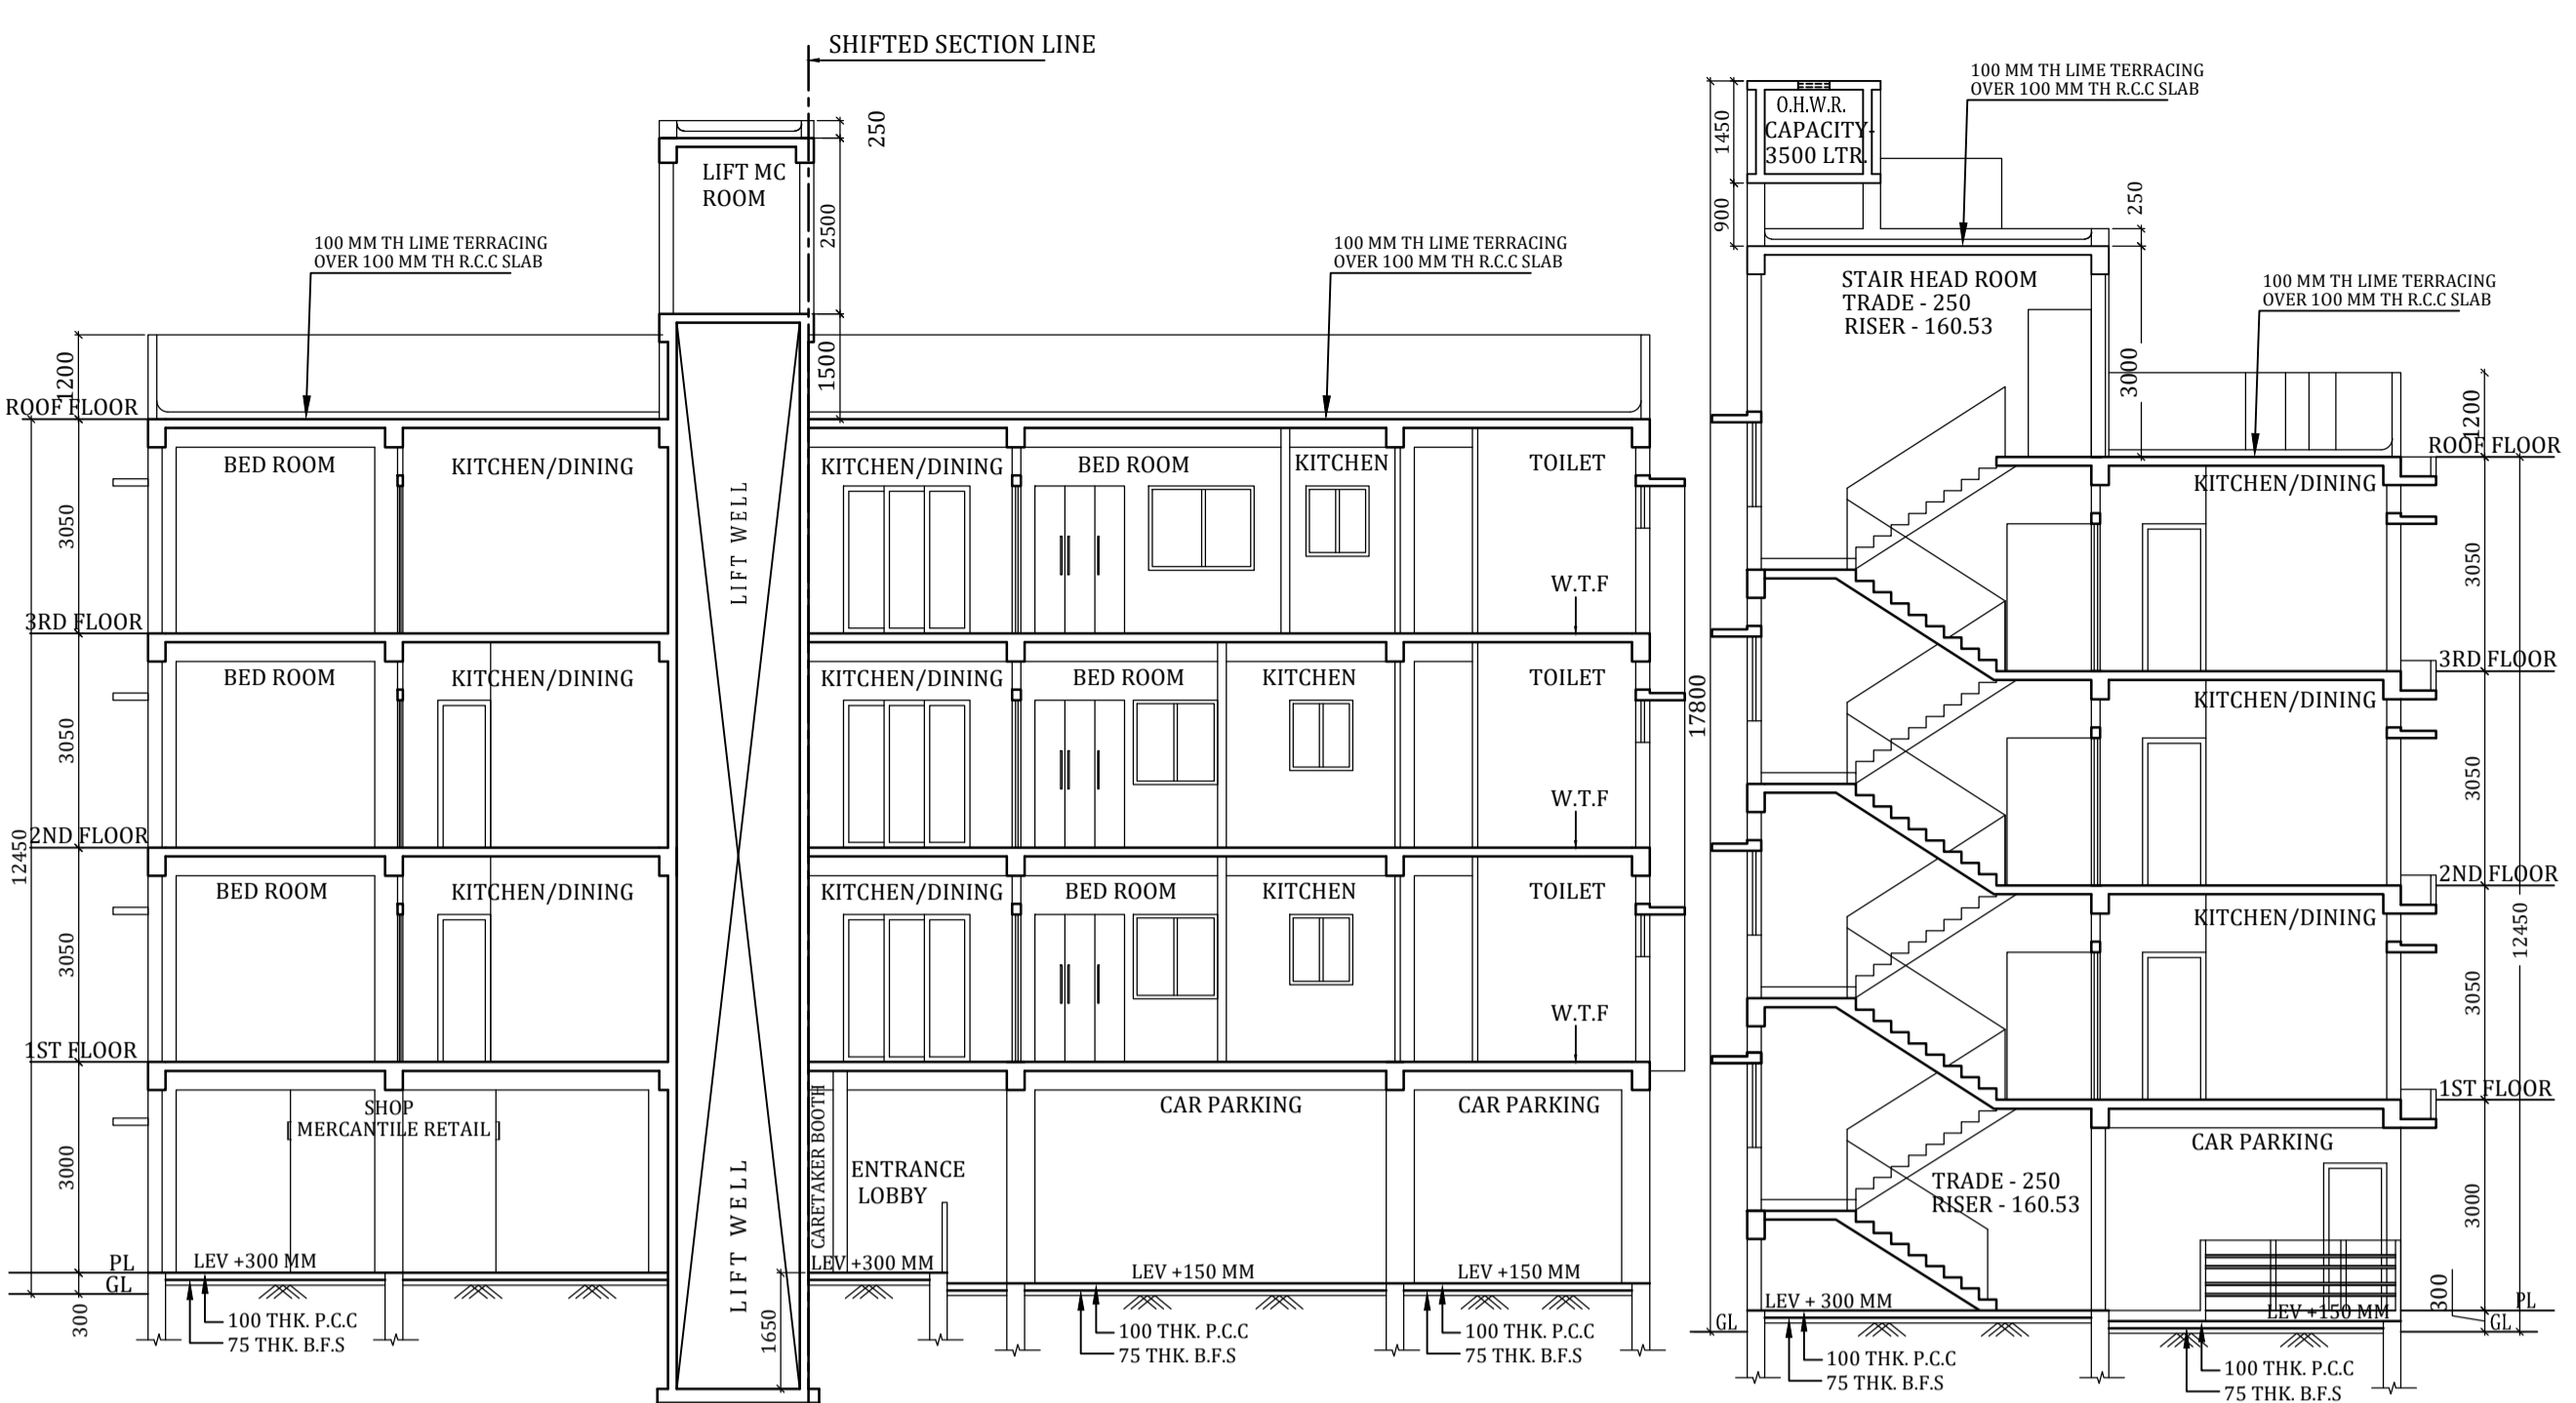 SHIFTED SECTION LINE
250
LIFT MC
ROOM
2500
100 MM TH LIME TERRACING
OVER 100 MM TH R.C.C SLAB
100 MM TH LIME TERRACING
OVER 100 MM TH R.C.C SLAB
1200
1500
ROOF FLOOR
BED ROOM
KITCHEN/DINING
KITCHEN/DINING
BED ROOM
KITCHEN
TOILET
3050
LIFT WELL
W.T.F
3RD FLOOR
BED ROOM
KITCHEN/DINING
KITCHEN/DINING
BED ROOM
KITCHEN
TOILET
3050
W.T.F
2ND FLOOR
12450
BED ROOM
KITCHEN/DINING
KITCHEN/DINING
BED ROOM
KITCHEN
TOILET
3050
W.T.F
1ST FLOOR
SHOP
[ MERCANTILE RETAIL ]
CARETAKER BOOTH
CAR PARKING
CAR PARKING
3000
LIFT WELL
ENTRANCE
LOBBY
PL
LEV +300 MM
LEV +300 MM
LEV +150 MM
LEV +150 MM
GL
300
100 THK. P.C.C
75 THK. B.F.S
1650
100 THK. P.C.C
75 THK. B.F.S
100 THK. P.C.C
75 THK. B.F.S
100 MM TH LIME TERRACING
OVER 100 MM TH R.C.C SLAB
O.H.W.R.
CAPACITY-
3500 LTR.
1450
900
250
STAIR HEAD ROOM
TRADE - 250
RISER - 160.53
100 MM TH LIME TERRACING
OVER 100 MM TH R.C.C SLAB
3000
1200
ROOF FLOOR
KITCHEN/DINING
3050
3RD FLOOR
KITCHEN/DINING
17800
3050
2ND FLOOR
KITCHEN/DINING
12450
3050
1ST FLOOR
CAR PARKING
TRADE - 250
RISER - 160.53
3000
300
LEV + 300 MM
LEV +150 MM
PL
GL
GL
100 THK. P.C.C
75 THK. B.F.S
100 THK. P.C.C
75 THK. B.F.S